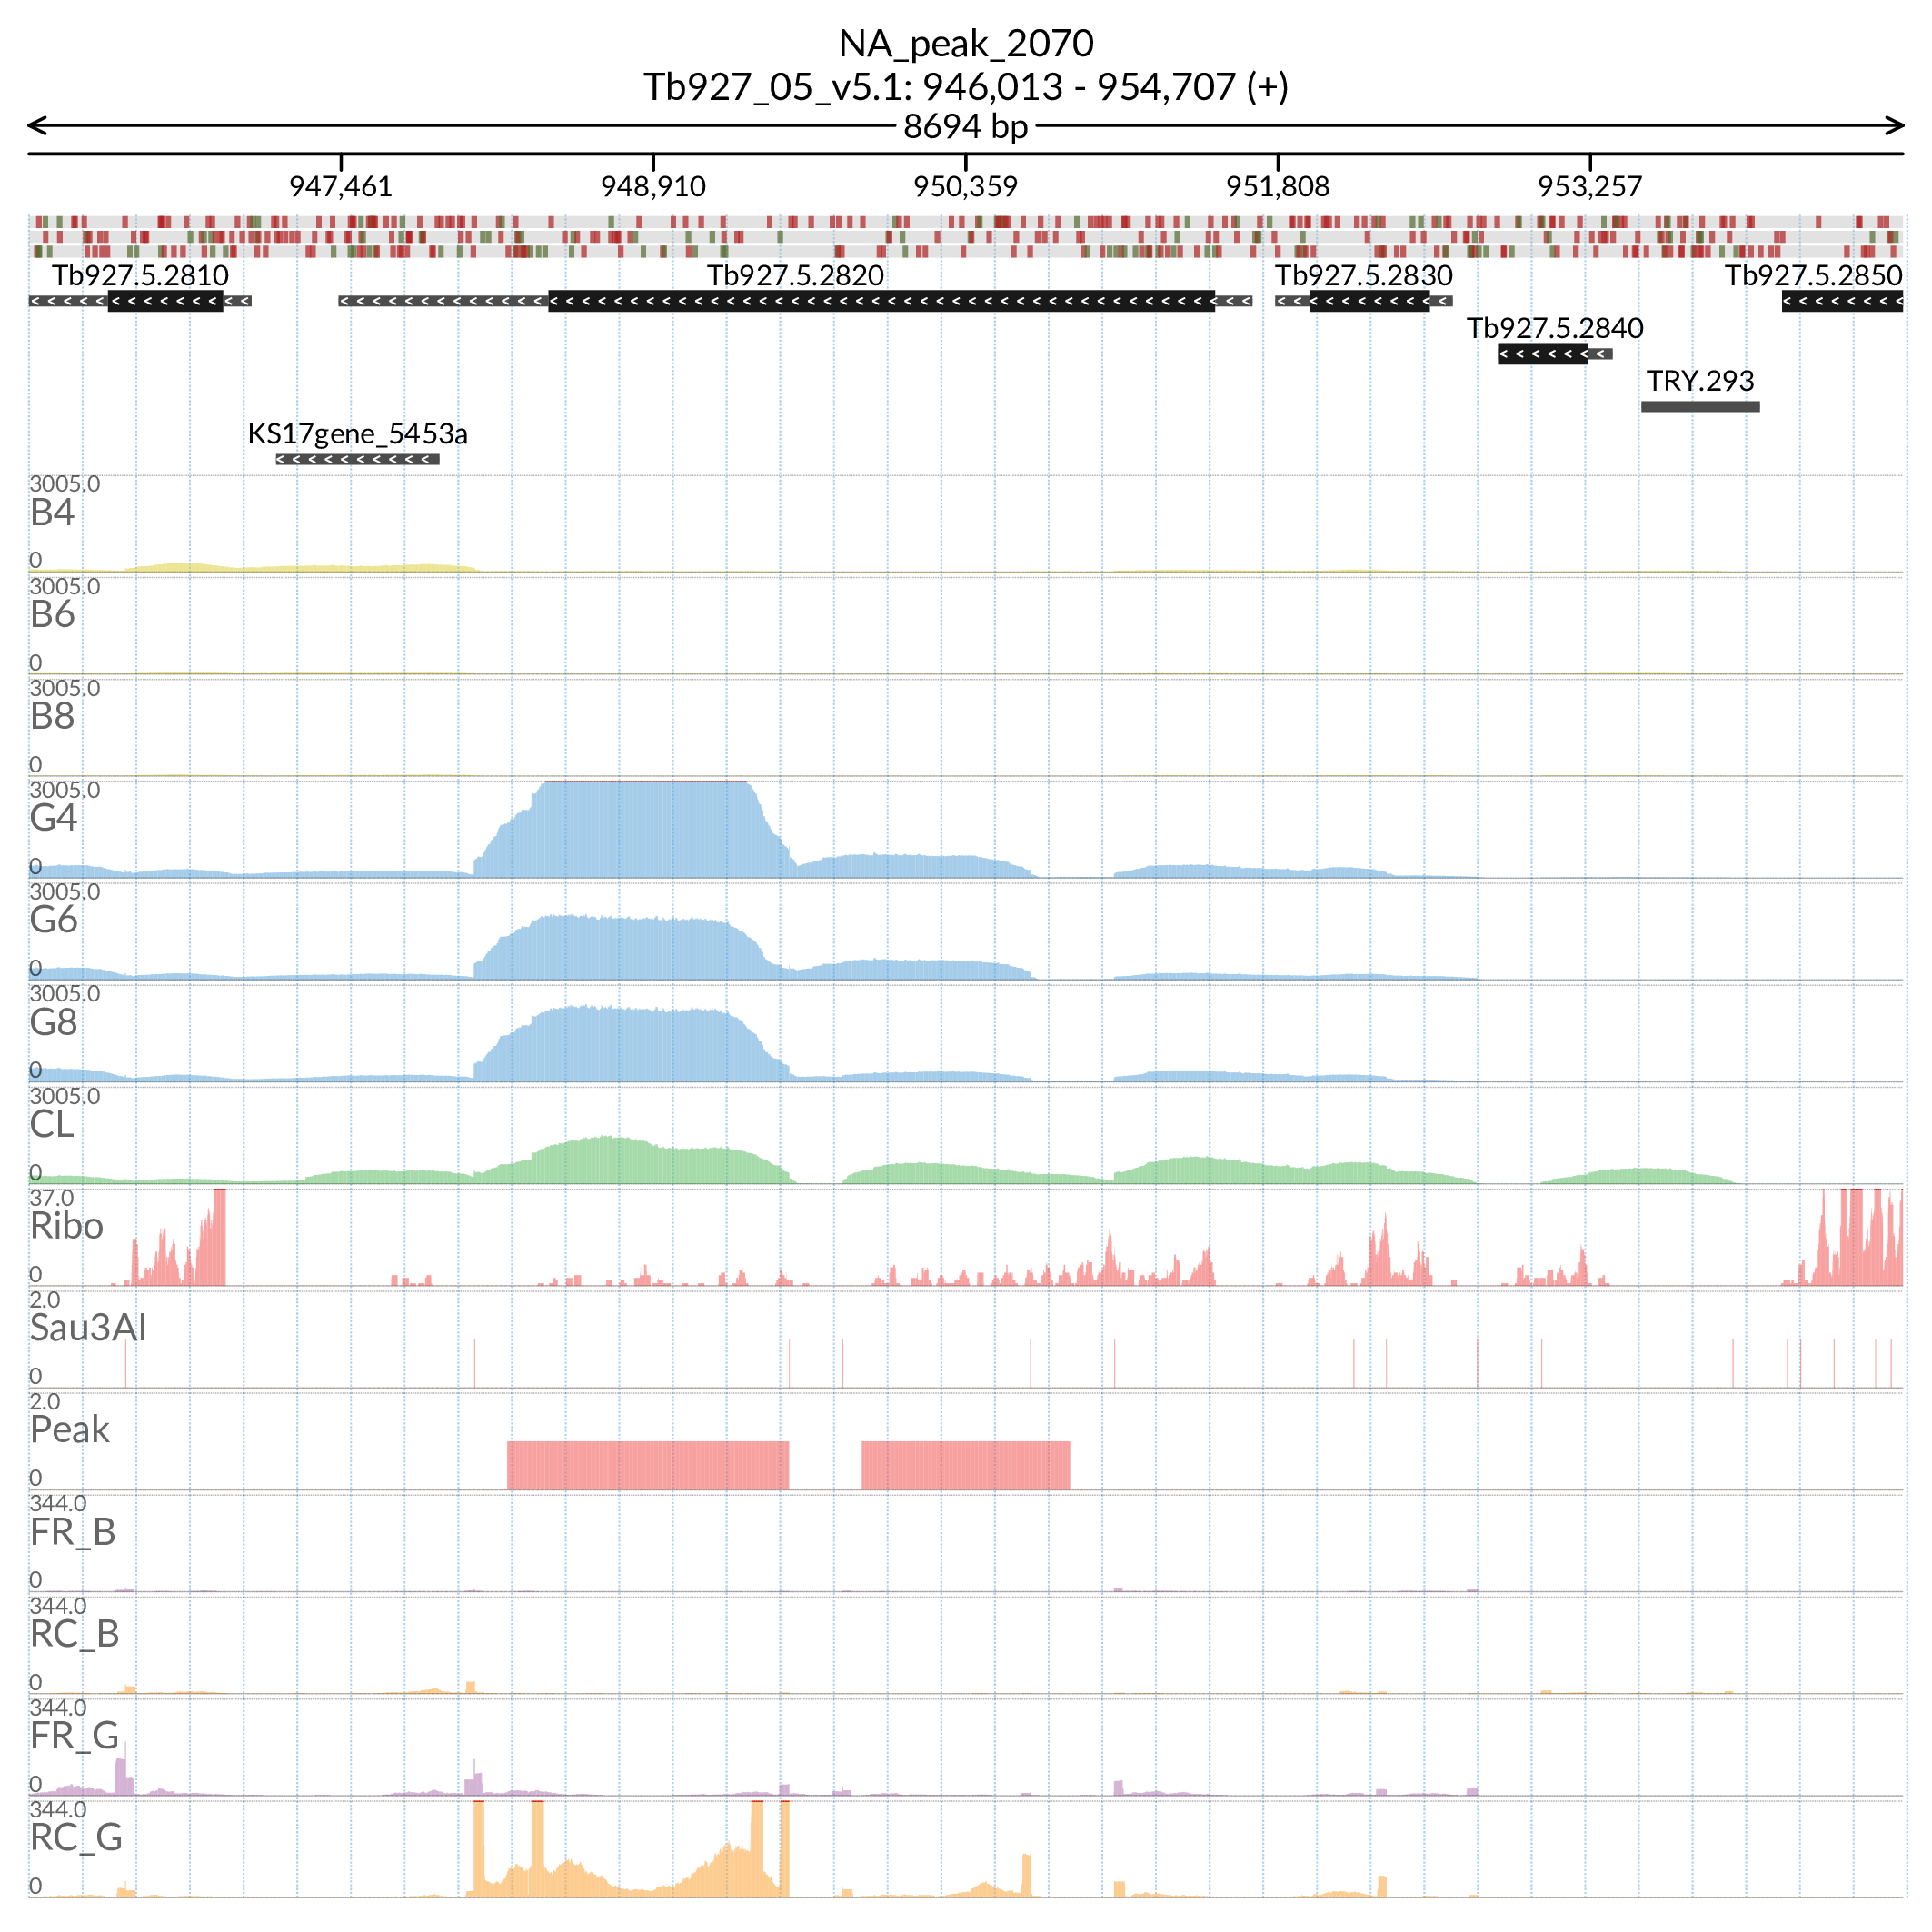 NA_peak_2070
Tb927_05_v5.1: 946,013 - 954,707 (+)
8694 bp
947,461 948,910 950,359 951,808 953,257
Tb927.5.2810 Tb927.5.2820 Tb927.5.2830 Tb927.5.2850
Tb927.5.2840
TRY.293
KS17gene_5453a
3005.0
B4
0
3005.0
B6
0
3005.0
B8
0
3005.0
G4
0
3005.0
G6
0
3005.0
G8
0
3005.0
CL
0
37.0
Ribo
0
2.0
Sau3AI
0
2.0
Peak
0
344.0
FR_B
0
344.0
RC_B
0
344.0
FR_G
0
344.0
RC_G
0